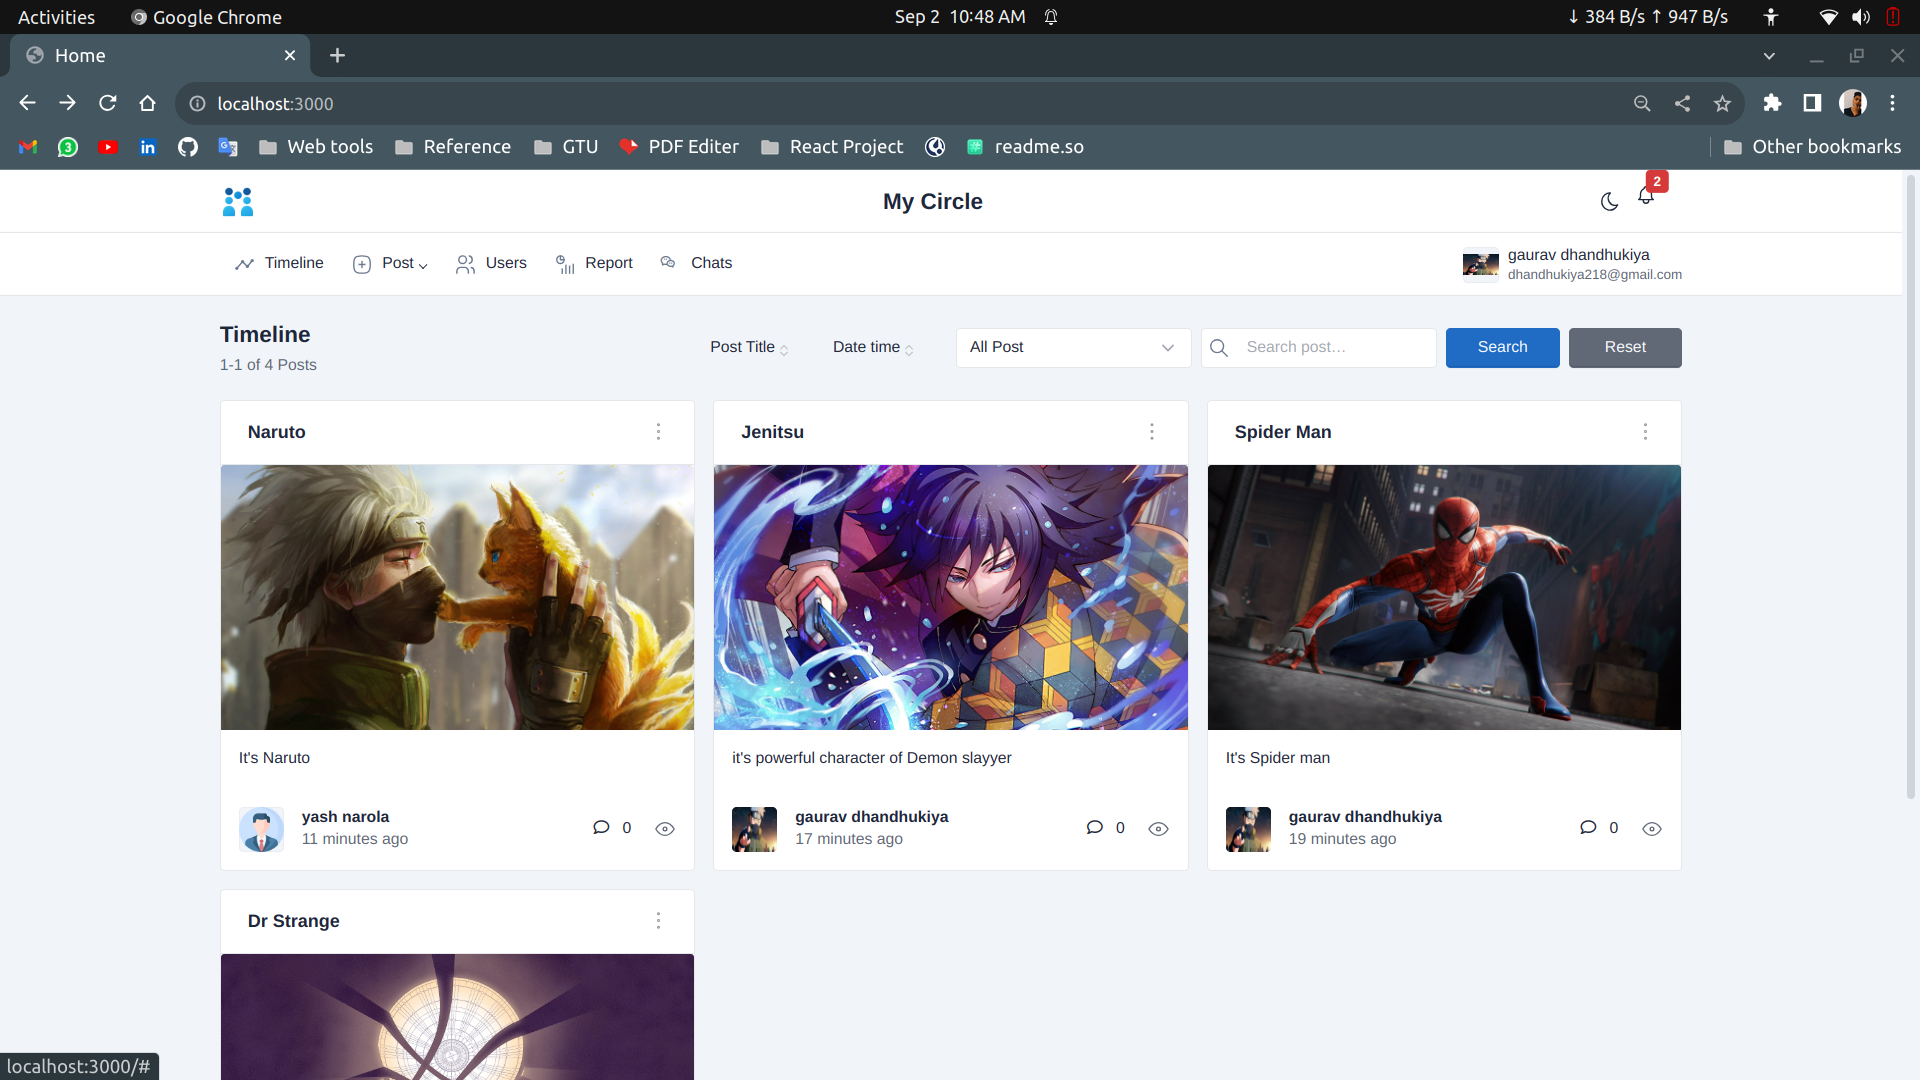 Activities
Google Chrome
Sep 2 10:48 AM
↓ 384 B/s ↑ 947 B/s
Home
localhost:3000
3
in
Web tools
Reference
GTU
PDF Editer
React Project
readme.so
Other bookmarks
My Circle
2
Timeline
Post
Users
Report
Chats
gaurav dhandhukiya
dhandhukiya218@gmail.com
Timeline
1-1 of 4 Posts
Post Title
Date time
All Post
Search post…
Search
Reset
Naruto
Jenitsu
Spider Man
It's Naruto
it's powerful character of Demon slayyer
It's Spider man
yash narola
11 minutes ago
0
gaurav dhandhukiya
17 minutes ago
0
gaurav dhandhukiya
19 minutes ago
0
Dr Strange
localhost:3000/#